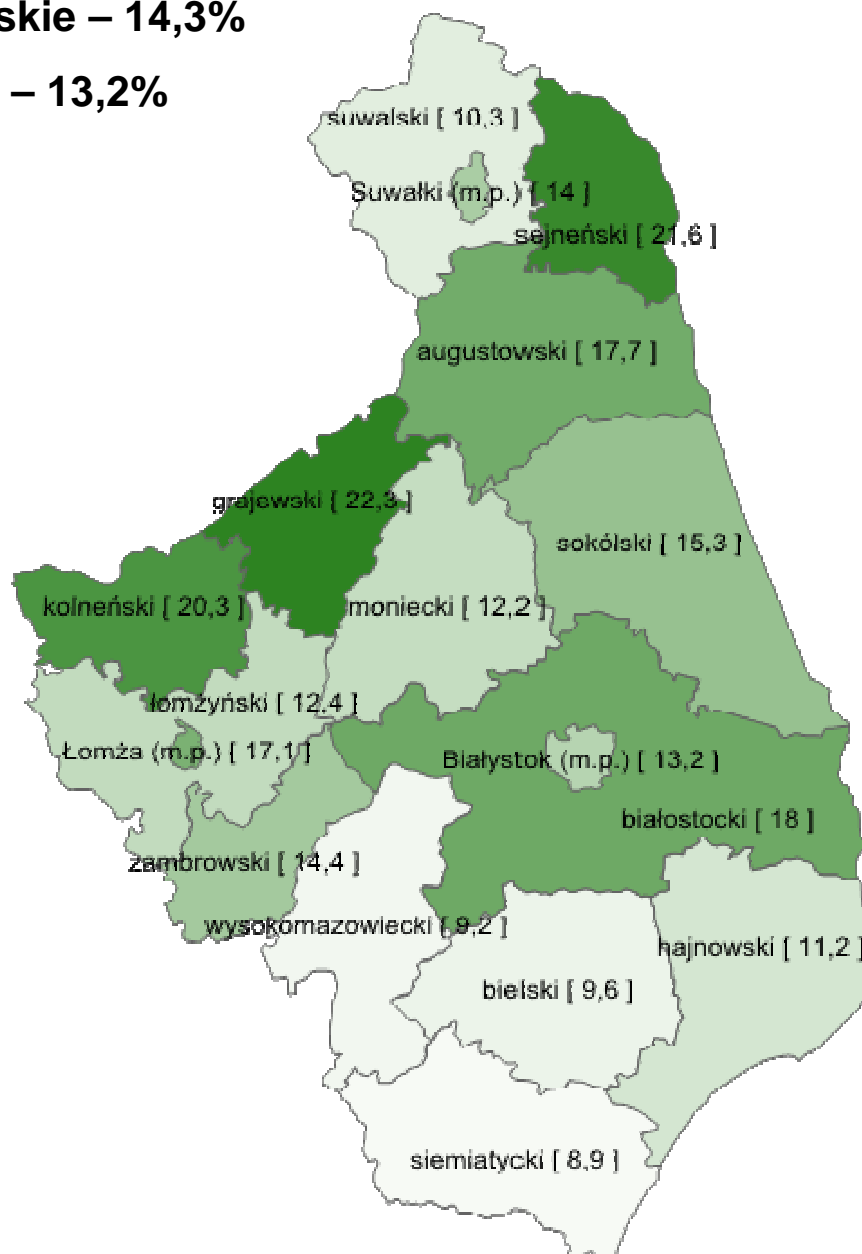 skie – 14,3%
– 13,2%
suwalski [ 10,3 ]
Suwałki (m.p.) [ 14 ]
sejneński [ 21,6 ]
augustowski [ 17,7 ]
grajewski [ 22,3 ]
sokólski [ 15,3 ]
kolneński [ 20,3 ]
moniecki [ 12,2 ]
łomżyński [ 12,4 ]
Łomża (m.p.) [ 17,1 ]
Białystok (m.p.) [ 13,2 ]
białostocki [ 18 ]
zambrowski [ 14,4 ]
wysokomazowiecki [ 9,2 ]
hajnowski [ 11,2 ]
bielski [ 9,6 ]
siemiatycki [ 8,9 ]